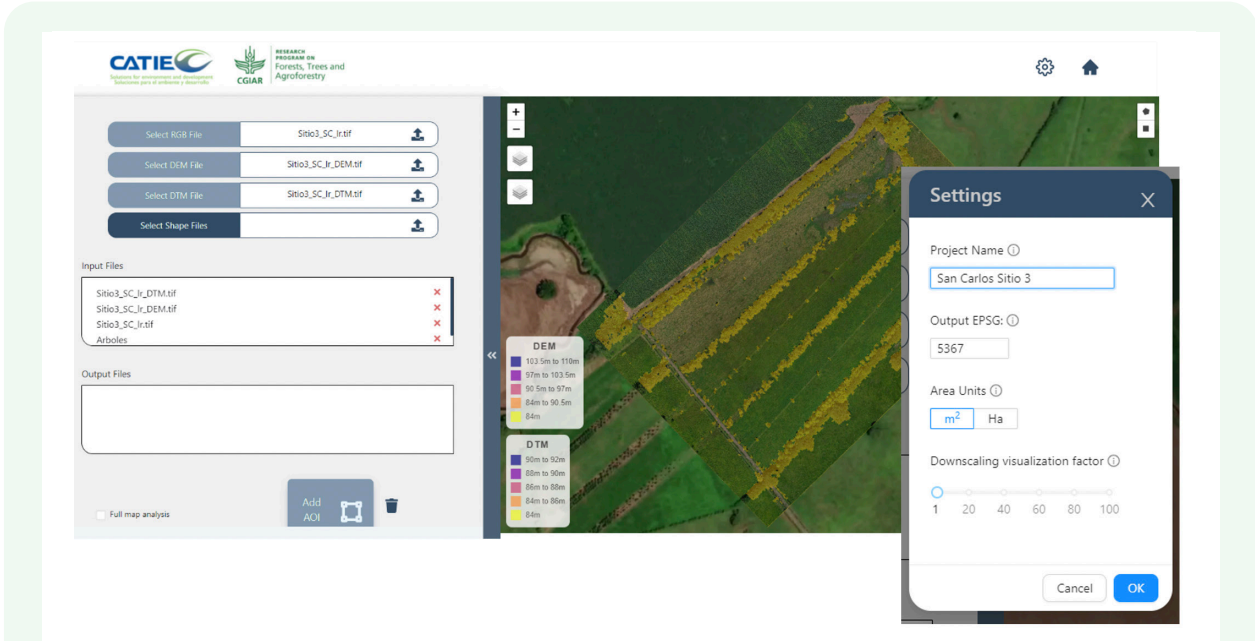 CATIE
Solutions for environment and development
Soluciones para el ambiente y desarrollo
CGIAR
RESEARCH
PROGRAM ON
Forests, Trees and
Agroforestry
Select RGB File
Sitio3_SC_lr.tif
Select DEM File
Sitio3_SC_lr_DEM.tif
Select DTM File
Sitio3_SC_lr_DTM.tif
Select Shape Files
Input Files
Sitio3_SC_lr_DTM.tif
Sitio3_SC_lr_DEM.tif
Sitio3_SC_lr.tif
Arboles
Output Files
Full map analysis
Add
AOI
+
−
«
DEM
103.5m to 110m
97m to 103.5m
90.5m to 97m
84m to 90.5m
84m
DTM
90m to 92m
88m to 90m
86m to 88m
84m to 86m
84m
Settings X
Project Name
San Carlos Sitio 3
Output EPSG:
5367
Area Units
m² Ha
Downscaling visualization factor
1 20 40 60 80 100
Cancel OK